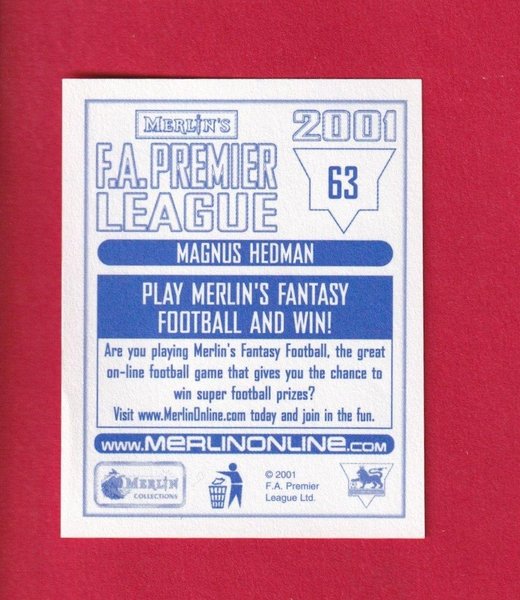 MERLIN'S
2001
F.A. PREMIER
LEAGUE
63
MAGNUS HEDMAN
PLAY MERLIN'S FANTASY
FOOTBALL AND WIN!
Are you playing Merlin's Fantasy Football, the great
on-line football game that gives you the chance to
win super football prizes?
Visit www.MerlinOnline.com today and join in the fun.
www.MERLINONLINE.com
MERLIN
COLLECTIONS
© 2001
F.A. Premier
League Ltd.